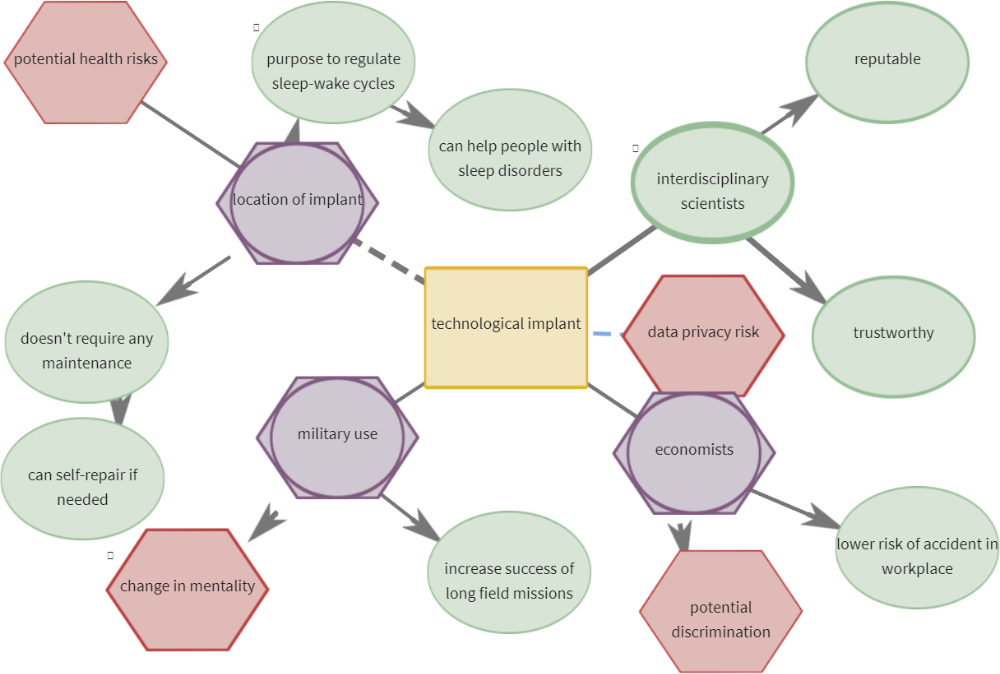 potential health risks
purpose to regulate
sleep-wake cycles
reputable
can help people with
sleep disorders
interdisciplinary
scientists
location of implant
technological implant
data privacy risk
trustworthy
doesn't require any
maintenance
military use
economists
can self-repair if
needed
lower risk of accident in
workplace
change in mentality
increase success of
long field missions
potential
discrimination